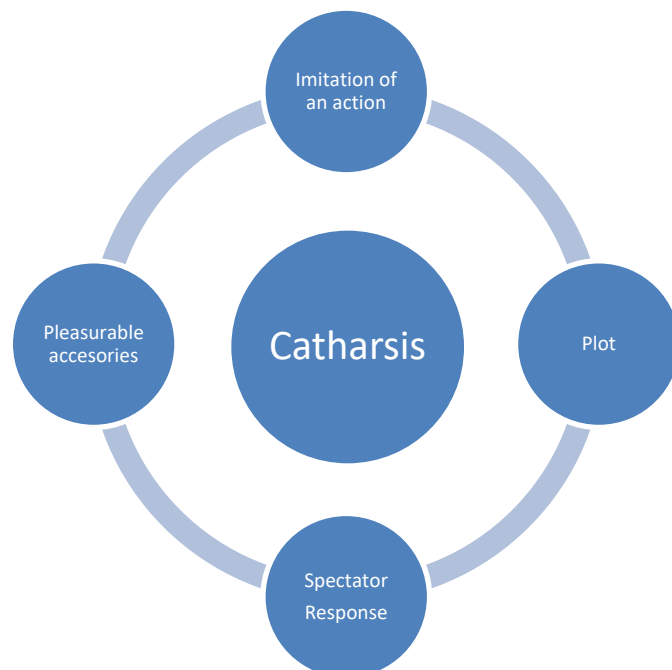 Imitation of
an action
Pleasurable
accesories
Catharsis
Plot
Spectator
Response